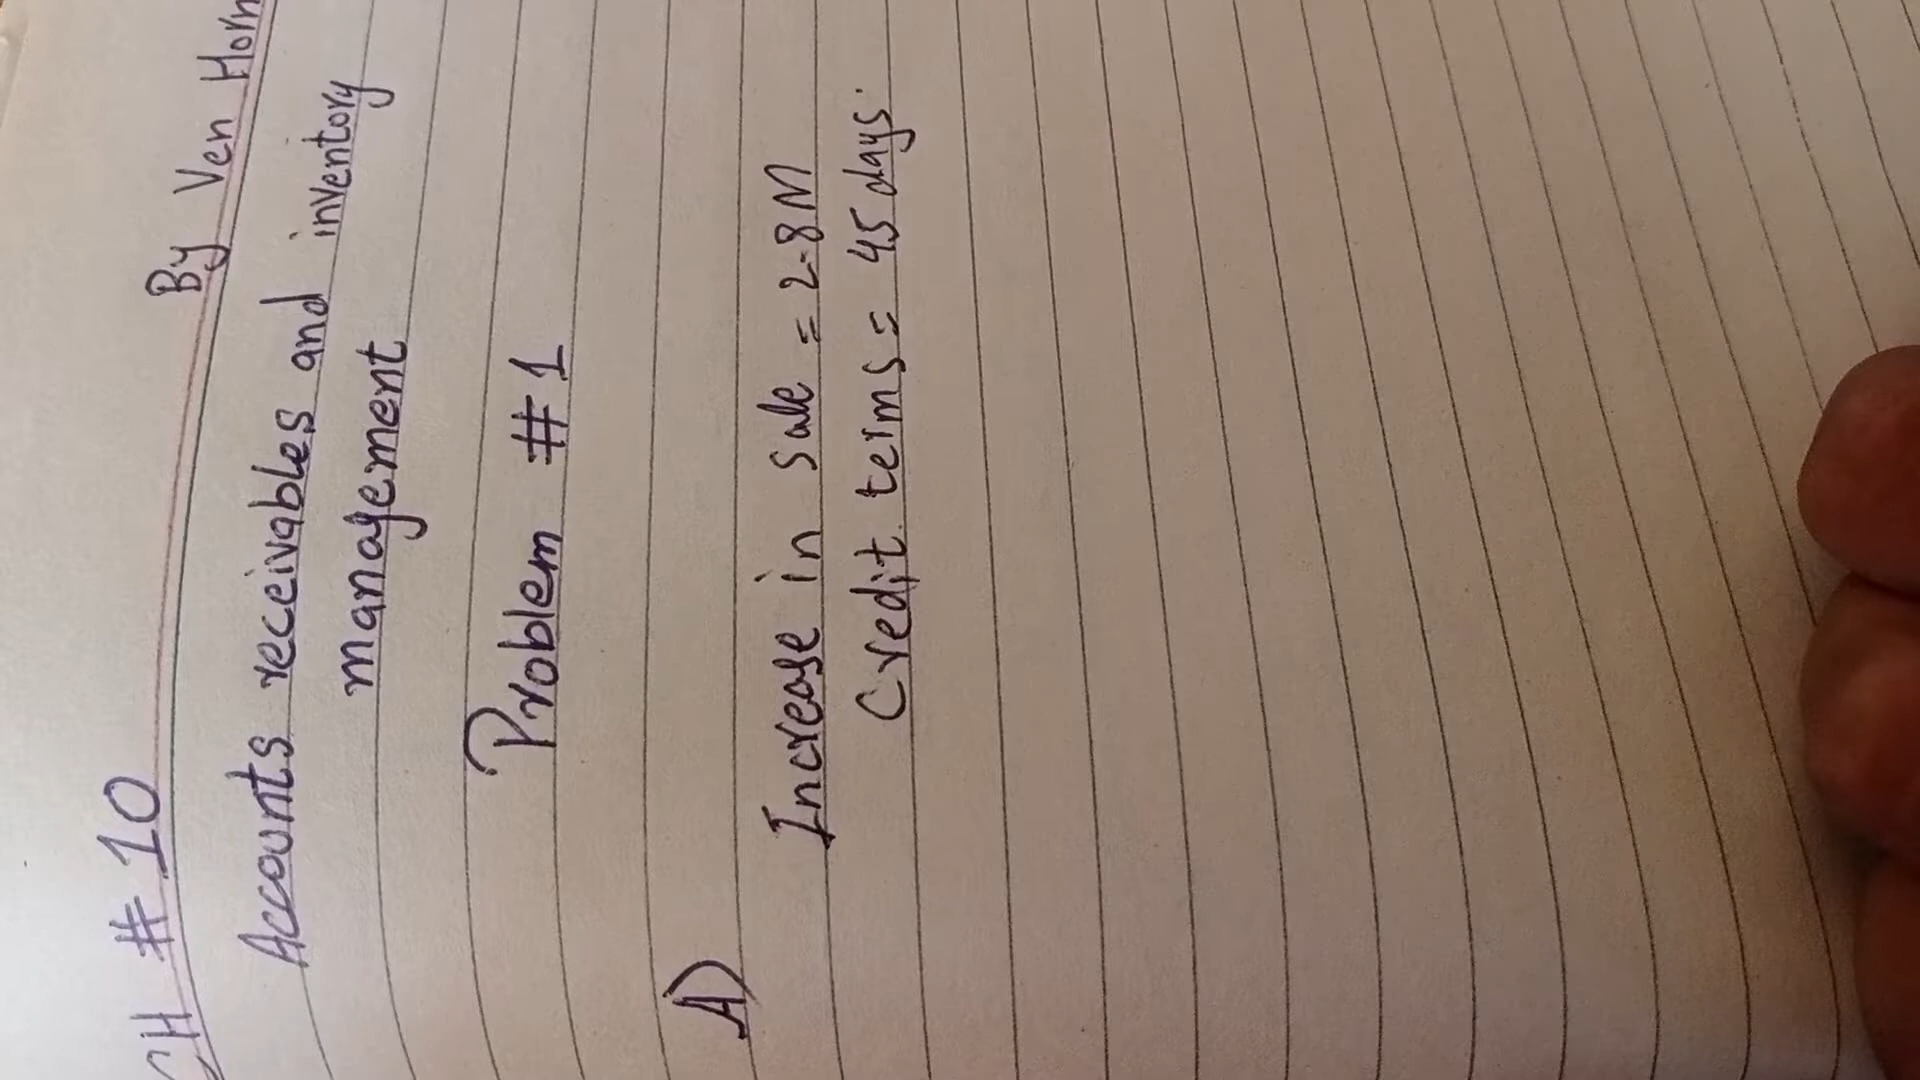 CH # 10
By Ven Horn
Accounts receivables and inventory
management
Problem #1
A)
Increase in sale = 2.8M
Credit terms = 45 days.